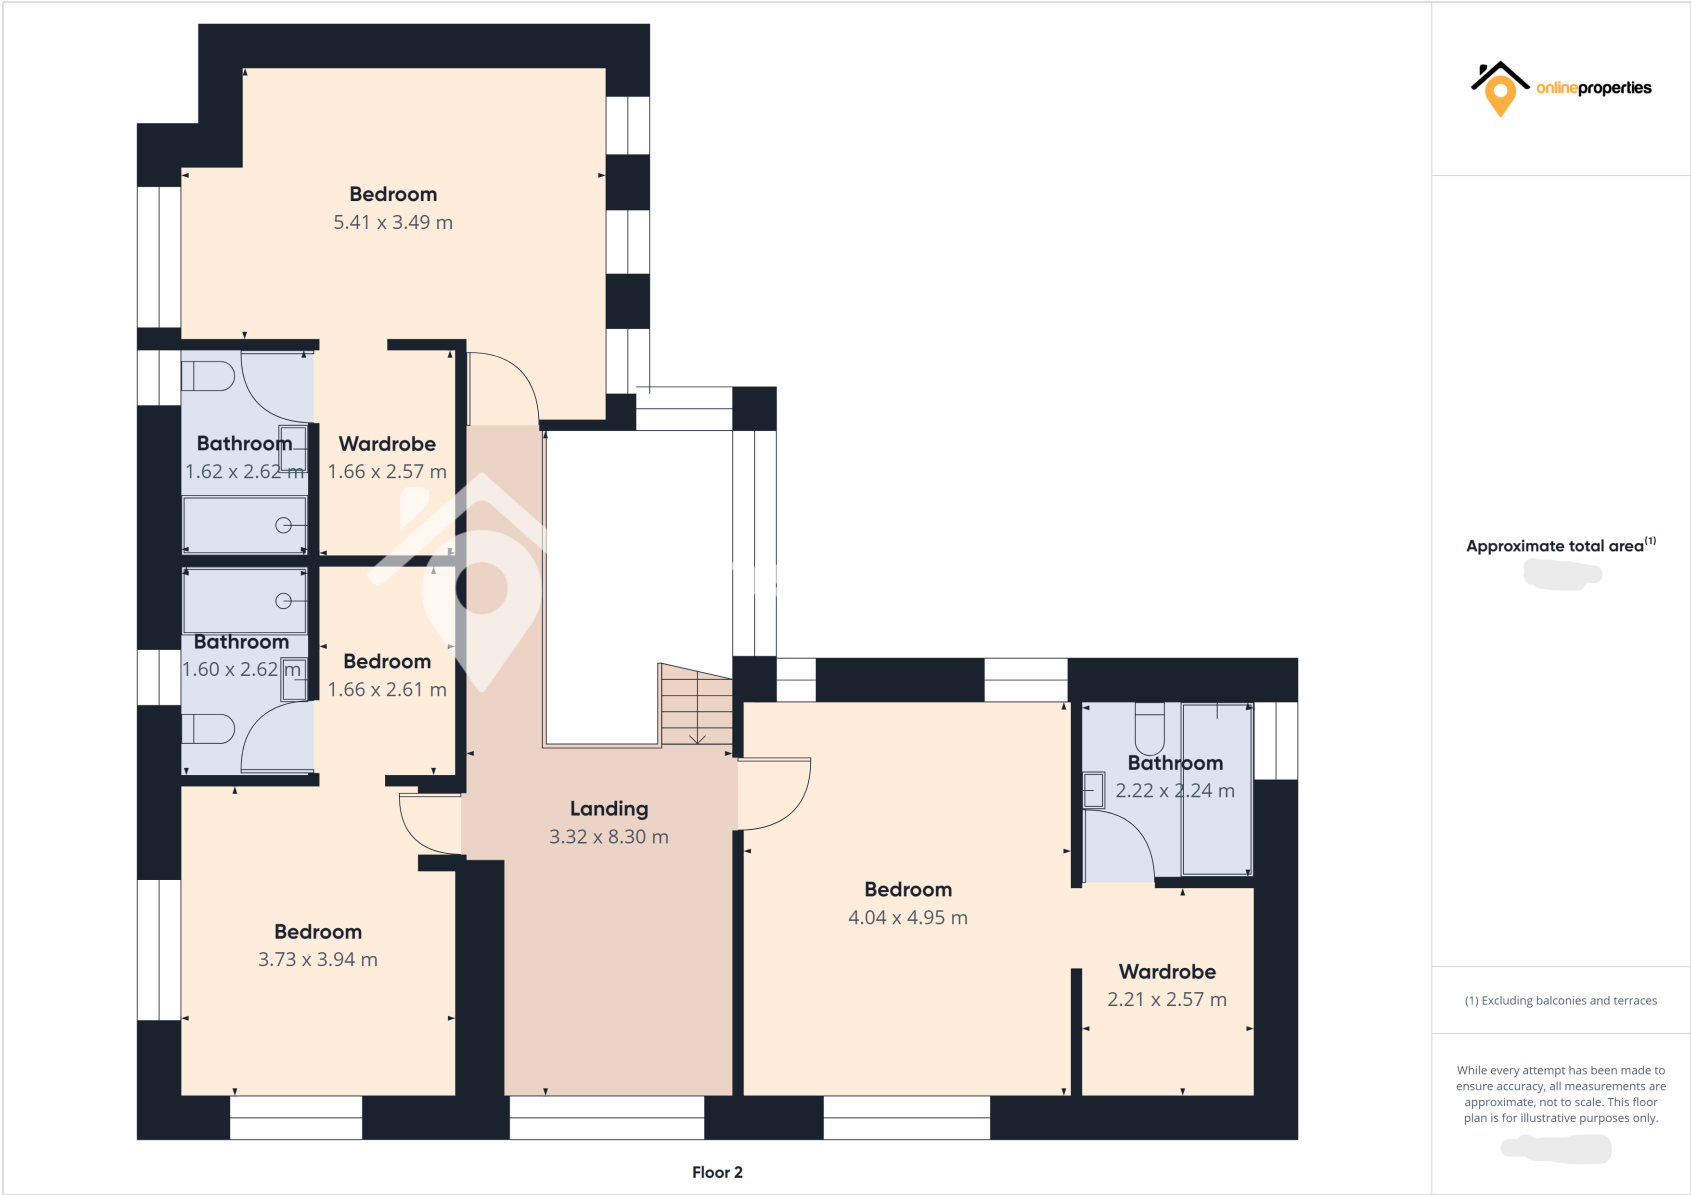 Bedroom
5.41 x 3.49 m
Bathroom
1.62 x 2.62 m
Wardrobe
1.66 x 2.57 m
Bathroom
1.60 x 2.62 m
Bedroom
1.66 x 2.61 m
Landing
3.32 x 8.30 m
Bedroom
3.73 x 3.94 m
Bedroom
4.04 x 4.95 m
Bathroom
2.22 x 2.24 m
Wardrobe
2.21 x 2.57 m
Floor 2
onlineproperties
Approximate total area(1)
(1) Excluding balconies and terraces
While every attempt has been made to
ensure accuracy, all measurements are
approximate, not to scale. This floor
plan is for illustrative purposes only.